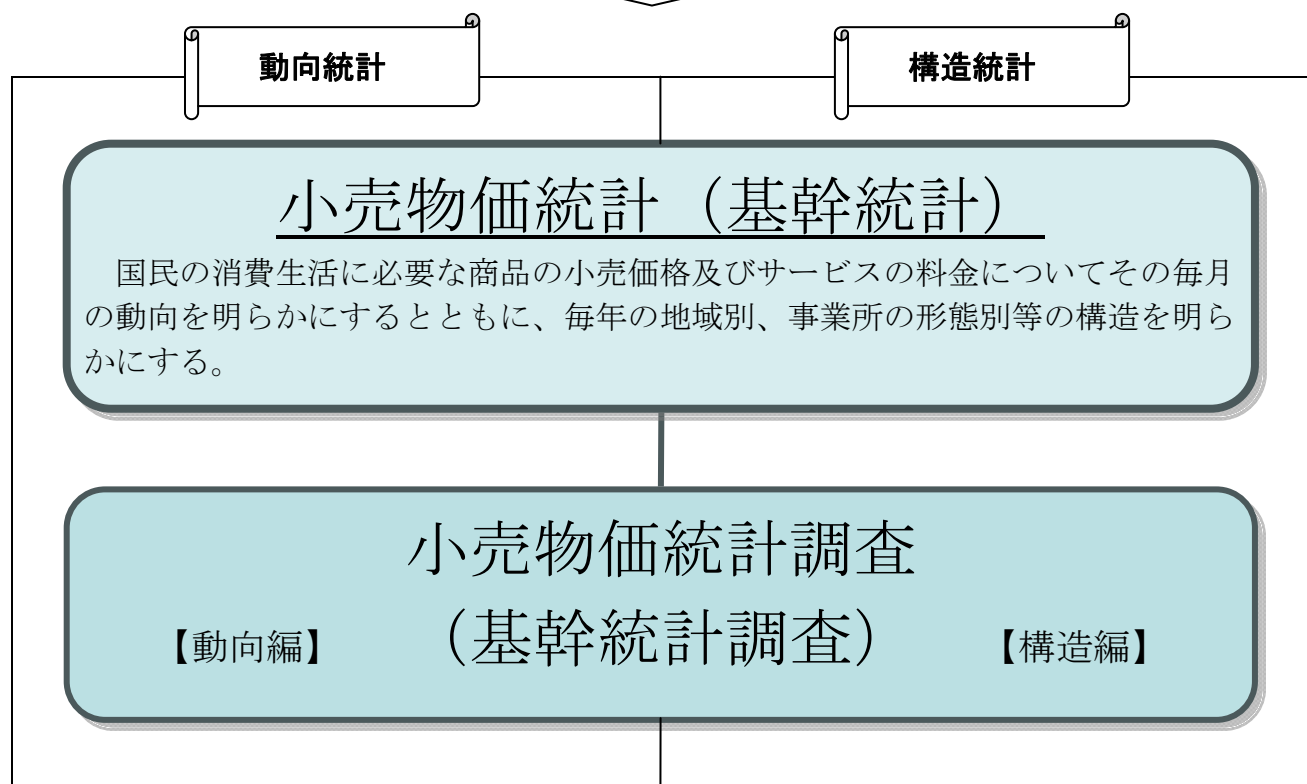 動向統計
構造統計
小売物価統計（基幹統計）
　国民の消費生活に必要な商品の小売価格及びサービスの料金についてその毎月
の動向を明らかにするとともに、毎年の地域別、事業所の形態別等の構造を明ら
かにする。
小売物価統計調査
【動向編】　（基幹統計調査）　【構造編】